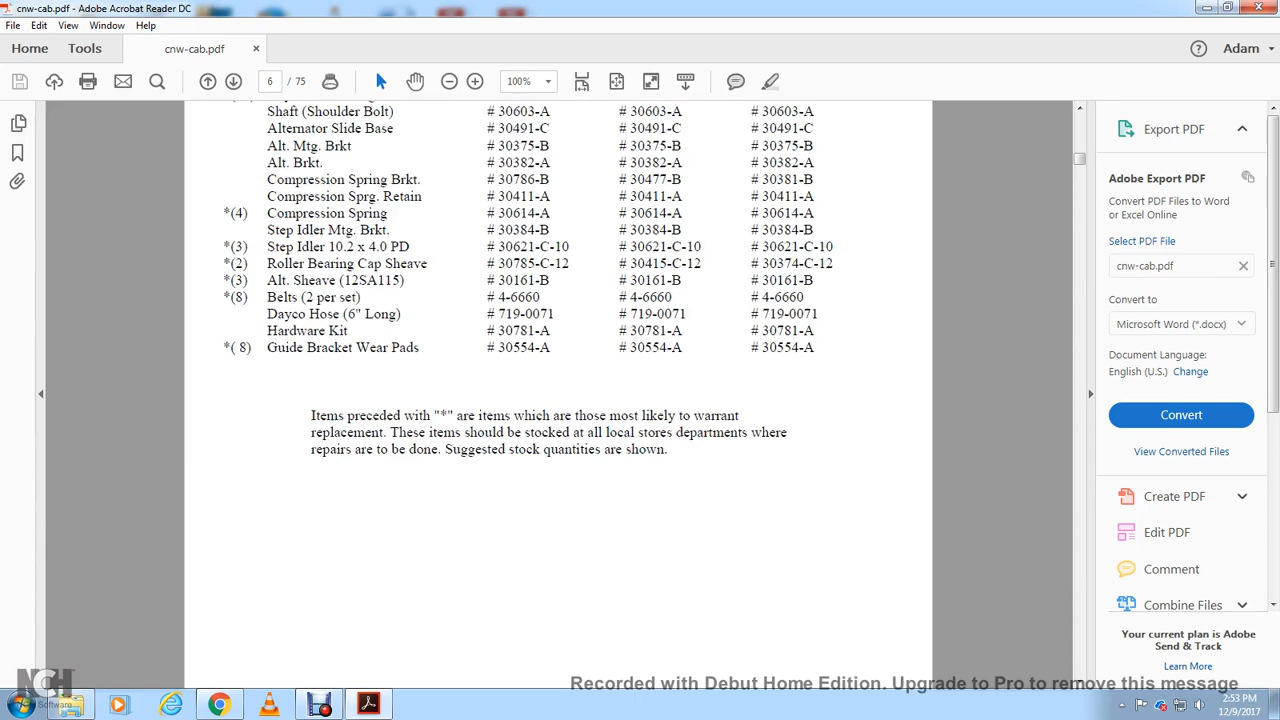 cnw-cab.pdf - Adobe Acrobat Reader DC
File Edit View Window Help
Home Tools cnw-cab.pdf × Adam
6 / 75 100%
Shaft (Shoulder Bolt) # 30603-A # 30603-A # 30603-A
Alternator Slide Base # 30491-C # 30491-C # 30491-C
Alt. Mtg. Brkt # 30375-B # 30375-B # 30375-B
Alt. Brkt. # 30382-A # 30382-A # 30382-A
Compression Spring Brkt. # 30786-B # 30477-B # 30381-B
Compression Sprg. Retain # 30411-A # 30411-A # 30411-A
*(4) Compression Spring # 30614-A # 30614-A # 30614-A
Step Idler Mtg. Brkt. # 30384-B # 30384-B # 30384-B
*(3) Step Idler 10.2 x 4.0 PD # 30621-C-10 # 30621-C-10 # 30621-C-10
*(2) Roller Bearing Cap Sheave # 30785-C-12 # 30415-C-12 # 30374-C-12
*(3) Alt. Sheave (12SA115) # 30161-B # 30161-B # 30161-B
*(8) Belts (2 per set) # 4-6660 # 4-6660 # 4-6660
Dayco Hose (6" Long) # 719-0071 # 719-0071 # 719-0071
Hardware Kit # 30781-A # 30781-A # 30781-A
*( 8) Guide Bracket Wear Pads # 30554-A # 30554-A # 30554-A
Items preceded with "*" are items which are those most likely to warrant
replacement. These items should be stocked at all local stores departments where
repairs are to be done. Suggested stock quantities are shown.
Export PDF
Adobe Export PDF
Convert PDF Files to Word
or Excel Online
Select PDF File
cnw-cab.pdf
Convert to
Microsoft Word (*.docx)
Document Language:
English (U.S.) Change
Convert
View Converted Files
Create PDF
Edit PDF
Comment
Combine Files
Your current plan is Adobe
Send & Track
Learn More
NCH
Software
Recorded with Debut Home Edition. Upgrade to Pro to remove this message
2:53 PM
12/9/2017